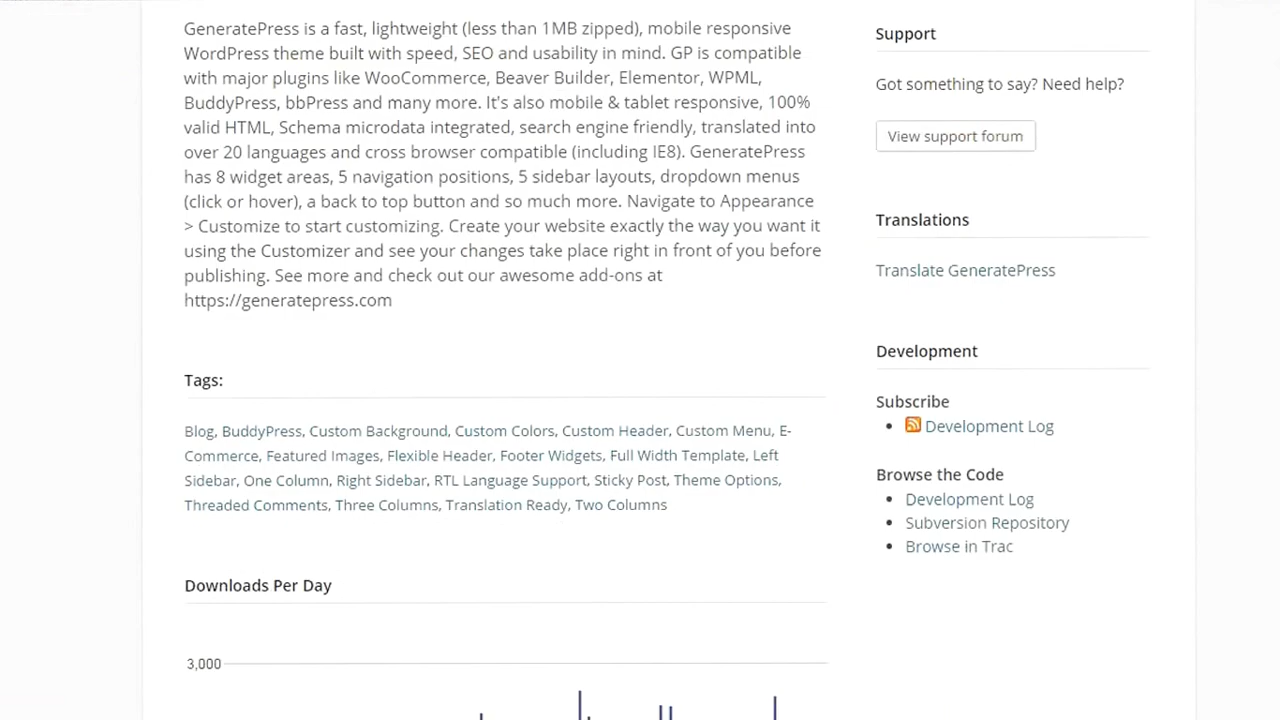 GeneratePress is a fast, lightweight (less than 1MB zipped), mobile responsive
WordPress theme built with speed, SEO and usability in mind. GP is compatible
with major plugins like WooCommerce, Beaver Builder, Elementor, WPML,
BuddyPress, bbPress and many more. It's also mobile & tablet responsive, 100%
valid HTML, Schema microdata integrated, search engine friendly, translated into
over 20 languages and cross browser compatible (including IE8). GeneratePress
has 8 widget areas, 5 navigation positions, 5 sidebar layouts, dropdown menus
(click or hover), a back to top button and so much more. Navigate to Appearance
> Customize to start customizing. Create your website exactly the way you want it
using the Customizer and see your changes take place right in front of you before
publishing. See more and check out our awesome add-ons at
https://generatepress.com
Tags:
Blog, BuddyPress, Custom Background, Custom Colors, Custom Header, Custom Menu, E-
Commerce, Featured Images, Flexible Header, Footer Widgets, Full Width Template, Left
Sidebar, One Column, Right Sidebar, RTL Language Support, Sticky Post, Theme Options,
Threaded Comments, Three Columns, Translation Ready, Two Columns
Downloads Per Day
3,000
Support
Got something to say? Need help?
View support forum
Translations
Translate GeneratePress
Development
Subscribe
• Development Log
Browse the Code
• Development Log
• Subversion Repository
• Browse in Trac